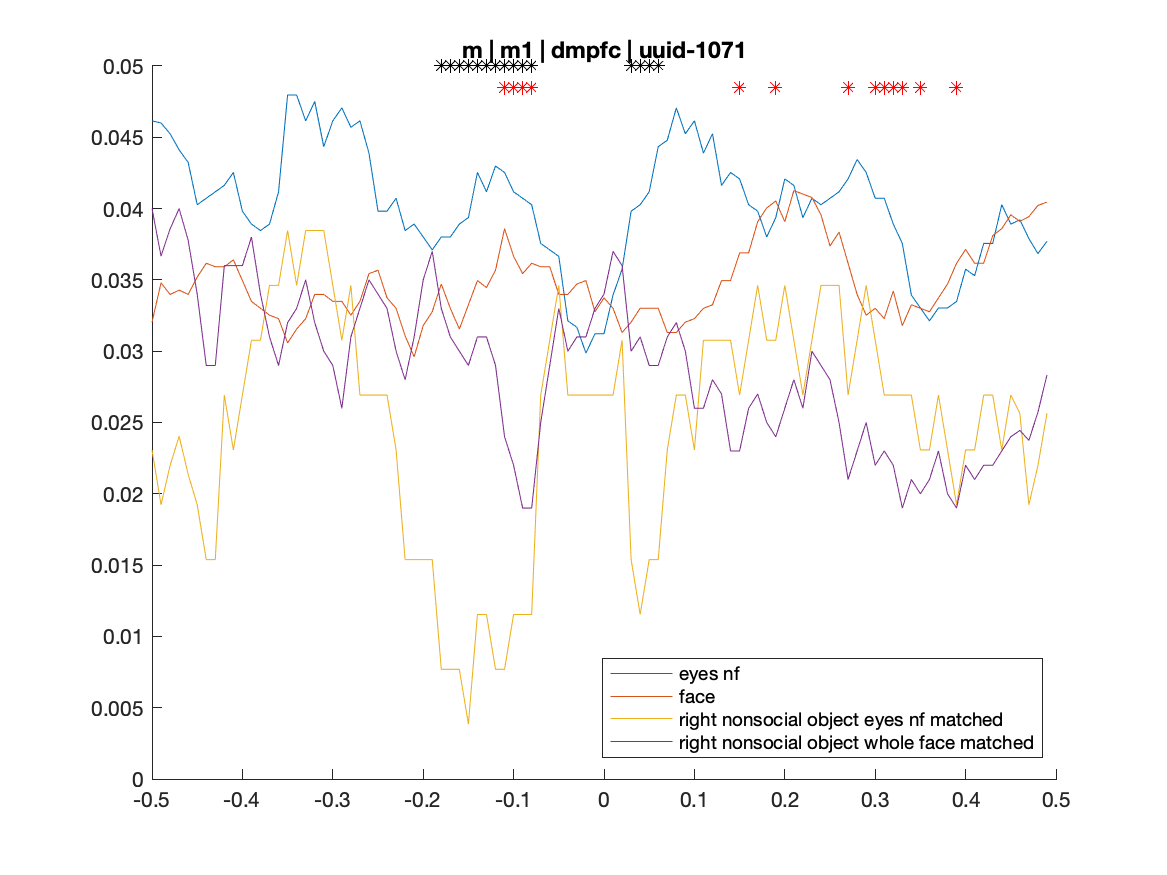 m | m1 | dmpfc | uuid-1071
0.05
0.045
0.04
0.035
0.03
0.025
0.02
0.015
0.01
0.005
0
-0.5 -0.4 -0.3 -0.2 -0.1 0 0.1 0.2 0.3 0.4 0.5
eyes nf
face
right nonsocial object eyes nf matched
right nonsocial object whole face matched